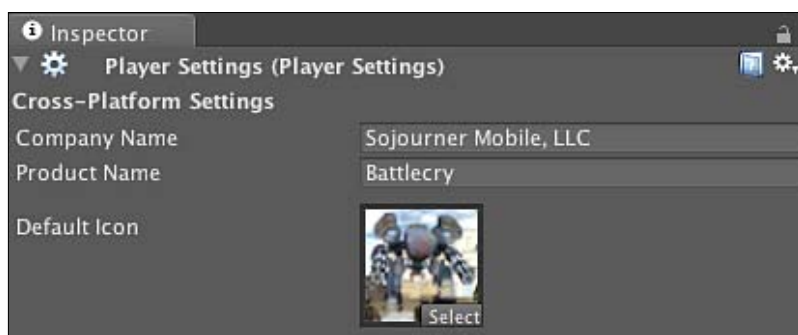 Inspector
Player Settings (Player Settings)
Cross-Platform Settings
Company Name Sojourner Mobile, LLC
Product Name Battlecry
Default Icon
Select